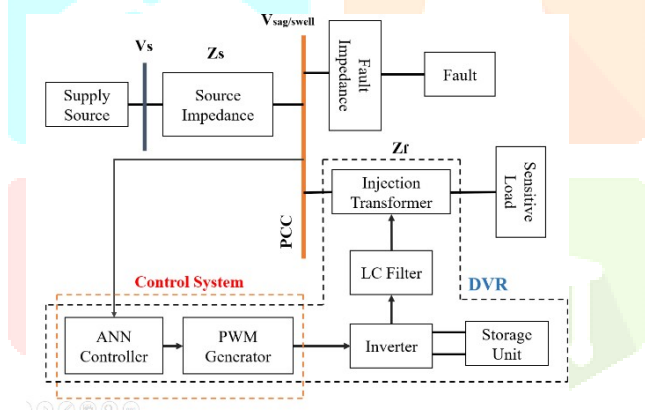 Vsag/swell
Vs
Zs
Supply
Source
Source
Impedance
Fault
Impedance
Fault
Zf
Injection
Transformer
Sensitive
Load
PCC
LC Filter
Control System
DVR
ANN
Controller
PWM
Generator
Inverter
Storage
Unit